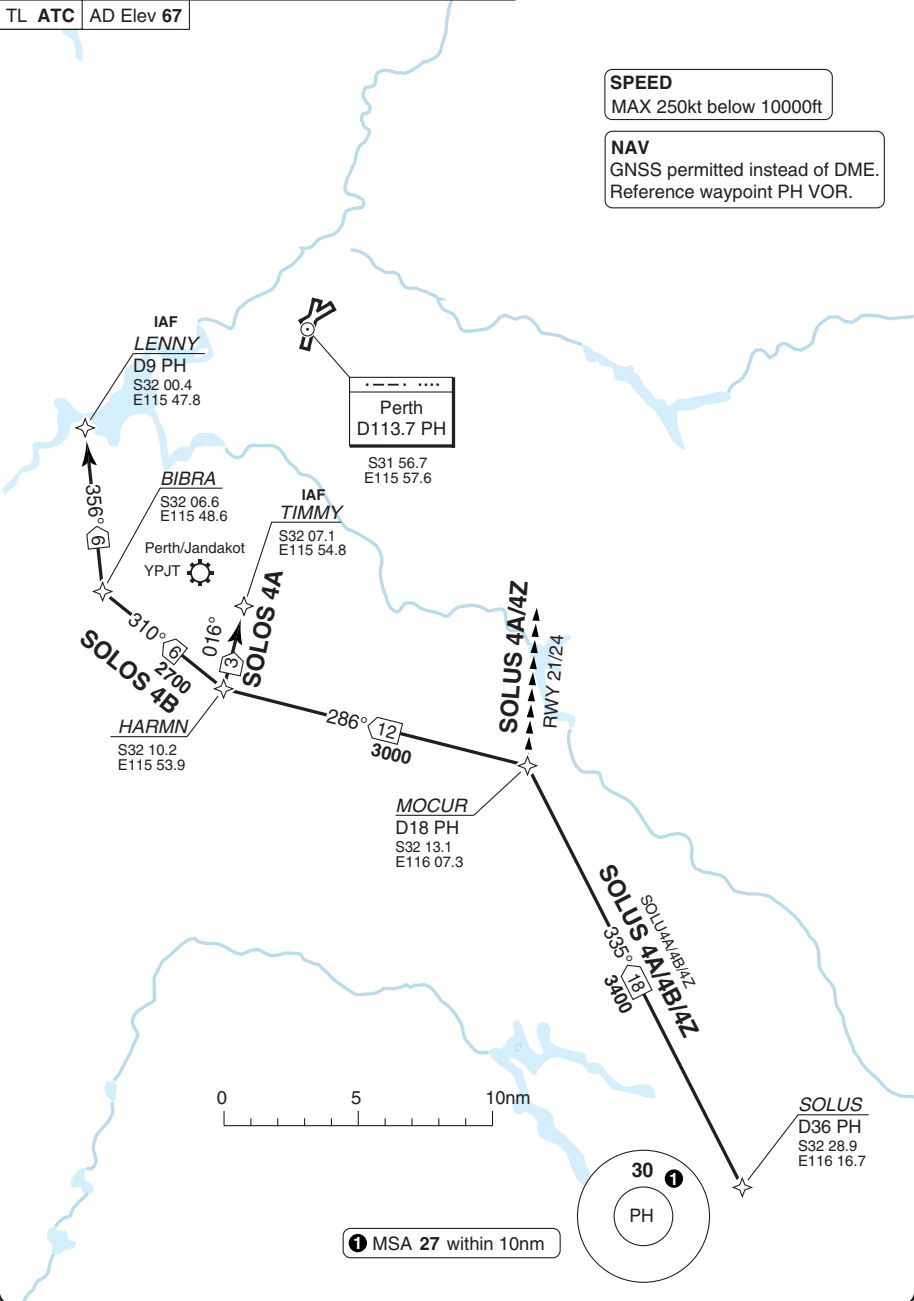 TL ATC AD Elev 67
SPEED
MAX 250kt below 10000ft
NAV
GNSS permitted instead of DME.
Reference waypoint PH VOR.
IAF
LENNY
D9 PH
S32 00.4
E115 47.8
Perth
D113.7 PH
S31 56.7
E115 57.6
BIBRA
S32 06.6
E115 48.6
IAF
TIMMY
S32 07.1
E115 54.8
Perth/Jandakot
YPJT
356°
6
310°
6
2700
SOLOS 4B
016°
3
SOLOS 4A
HARMN
S32 10.2
E115 53.9
286°
12
3000
SOLUS 4A/4Z
RWY 21/24
MOCUR
D18 PH
S32 13.1
E116 07.3
SOLUS 4A/4B/4Z
SOLU4A/4B/4Z
335°
18
3400
0 5 10nm
SOLUS
D36 PH
S32 28.9
E116 16.7
30 1
PH
1 MSA 27 within 10nm